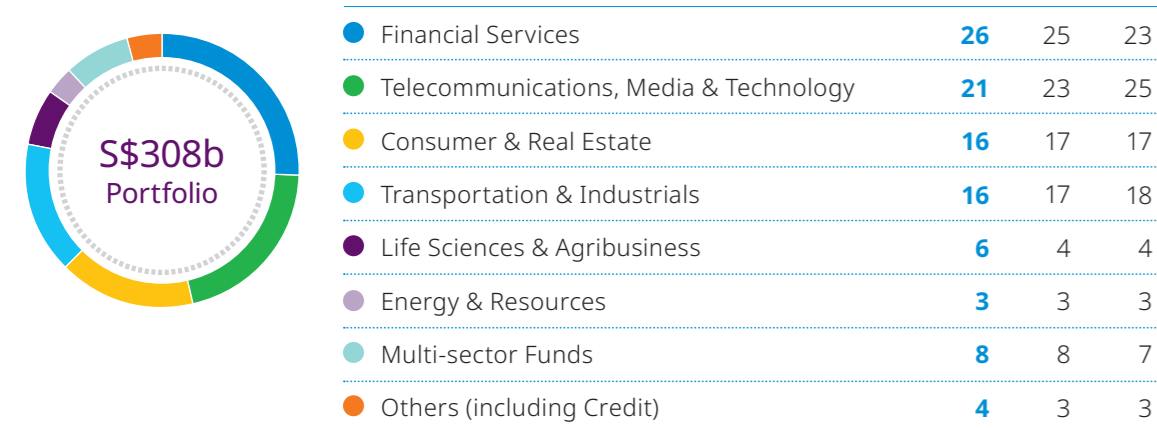 S$308b
Portfolio
Financial Services 26 25 23
Telecommunications, Media & Technology 21 23 25
Consumer & Real Estate 16 17 17
Transportation & Industrials 16 17 18
Life Sciences & Agribusiness 6 4 4
Energy & Resources 3 3 3
Multi-sector Funds 8 8 7
Others (including Credit) 4 3 3